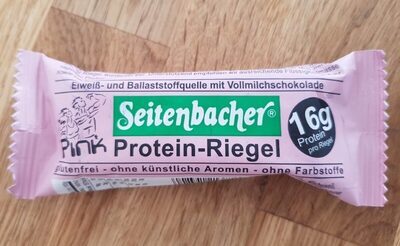 Eiweiß- und Ballaststoffquelle mit Vollmilchschokolade
Seitenbacher®
16g
Protein
pro Riegel
Pink Protein-Riegel
glutenfrei - ohne künstliche Aromen - ohne Farbstoffe